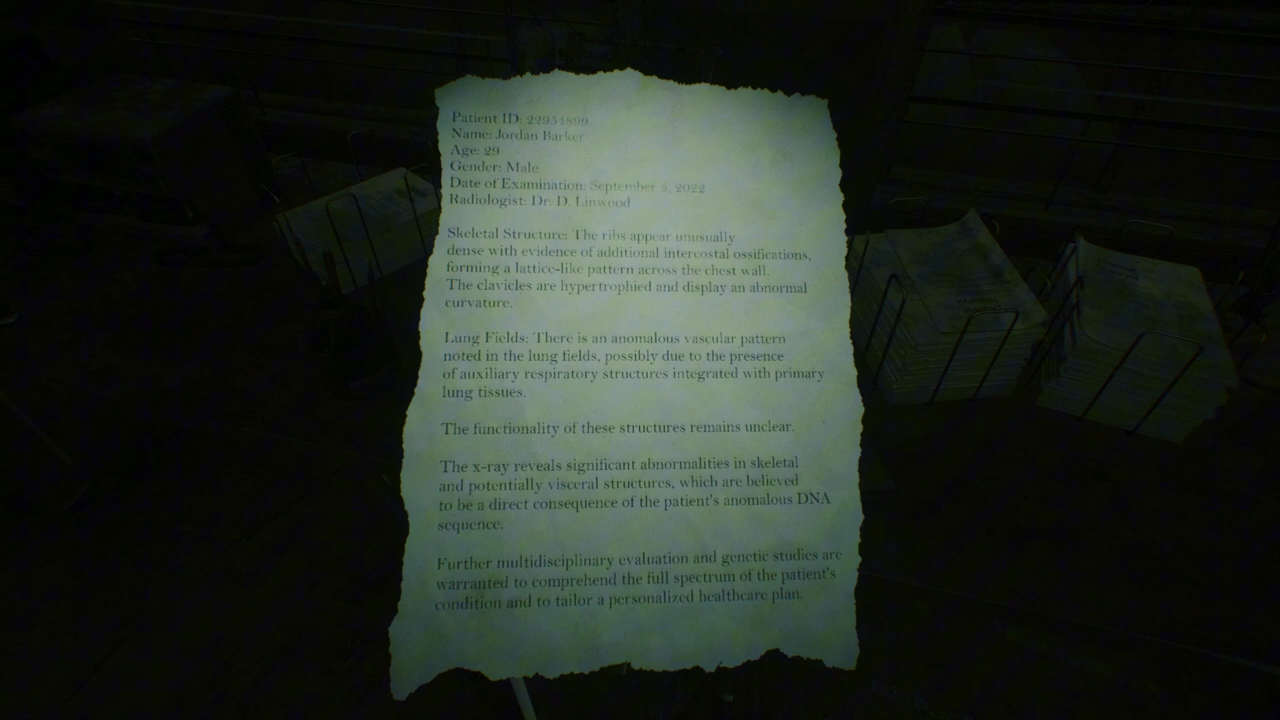 Patient ID: 22954899
Name: Jordan Barker
Age: 29
Gender: Male
Date of Examination: September 5, 2022
Radiologist: Dr. D. Linwood
Skeletal Structure: The ribs appear unusually
dense with evidence of additional intercostal ossifications,
forming a lattice-like pattern across the chest wall.
The clavicles are hypertrophied and display an abnormal
curvature.
Lung Fields: There is an anomalous vascular pattern
noted in the lung fields, possibly due to the presence
of auxiliary respiratory structures integrated with primary
lung tissues.
The functionality of these structures remains unclear.
The x-ray reveals significant abnormalities in skeletal
and potentially visceral structures, which are believed
to be a direct consequence of the patient's anomalous DNA
sequence.
Further multidisciplinary evaluation and genetic studies are
warranted to comprehend the full spectrum of the patient's
condition and to tailor a personalized healthcare plan.